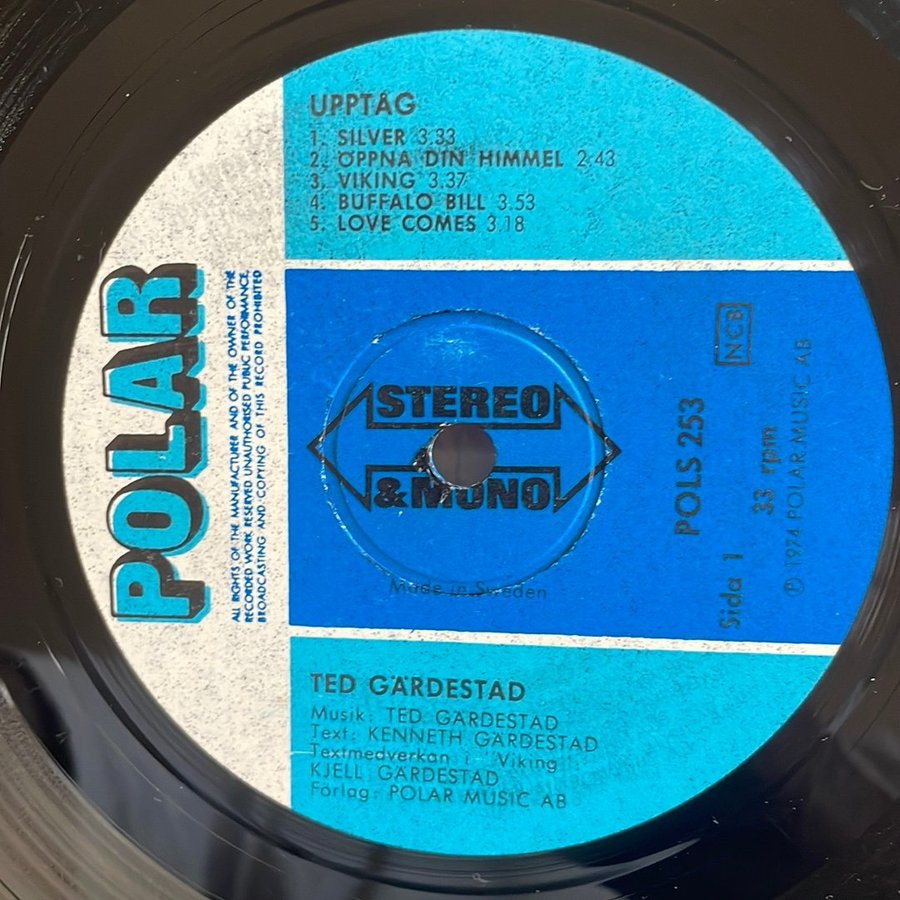 UPPTÅG
1. SILVER 3.33
2. ÖPPNA DIN HIMMEL 2.43
3. VIKING 3.37
4. BUFFALO BILL 3.53
5. LOVE COMES 3.18
POLAR
ALL RIGHTS OF THE MANUFACTURER AND OF THE OWNER OF THE
RECORDED WORK RESERVED UNAUTHORISED PUBLIC PERFORMANCE,
BROADCASTING AND COPYING OF THIS RECORD PROHIBITED
STEREO
& MONO
Made in Sweden
NCB
POLS 253
Sida 1
33 rpm
℗ 1974 POLAR MUSIC AB
TED GÄRDESTAD
Musik: TED GÄRDESTAD
Text: KENNETH GÄRDESTAD
Textmedverkan i "Viking":
KJELL GÄRDESTAD
Förlag: POLAR MUSIC AB